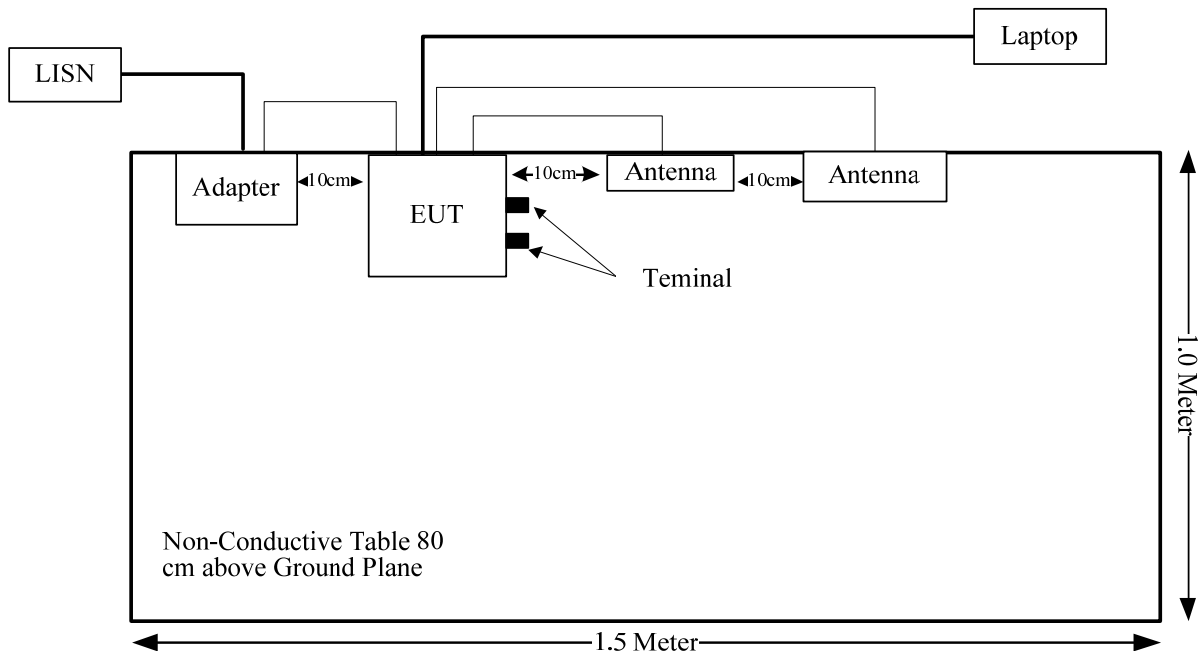 Laptop
LISN
Adapter
10cm
EUT
10cm
Antenna
10cm
Antenna
Teminal
1.0 Meter
Non-Conductive Table 80
cm above Ground Plane
1.5 Meter